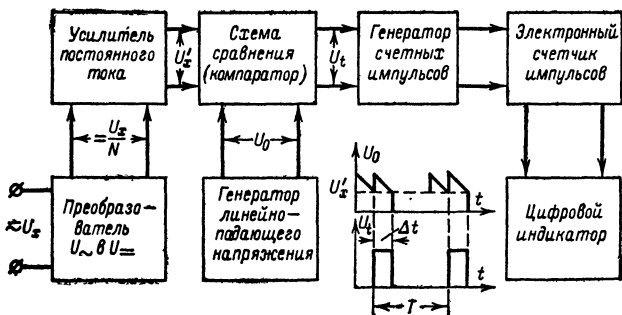 Усилитель
постоянного
тока
U'x
Схема
сравнения
(компаратор)
Ut
Генератор
счетных
импульсов
Электронный
счетчик
импульсов
= Ux/N
U0
≂Ux
Преобразо-
ватель
U~ в U=
Генератор
линейно-
падающего
напряжения
U0
U'x
t
Ut
Δt
t
T
Цифровой
индикатор